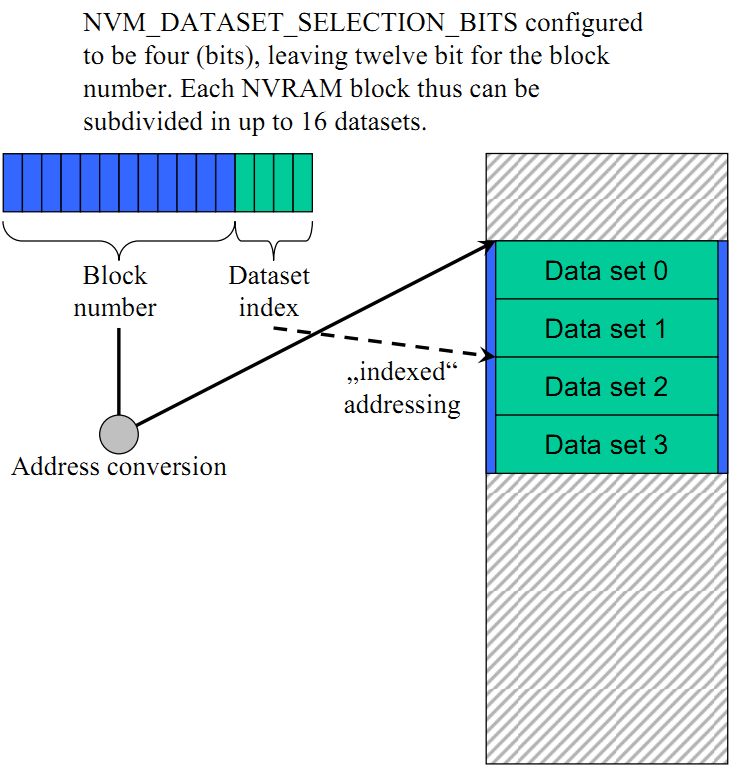 NVM_DATASET_SELECTION_BITS configured
to be four (bits), leaving twelve bit for the block
number. Each NVRAM block thus can be
subdivided in up to 16 datasets.
Block
number
Dataset
index
Data set 0
Data set 1
Data set 2
Data set 3
„indexed“
addressing
Address conversion